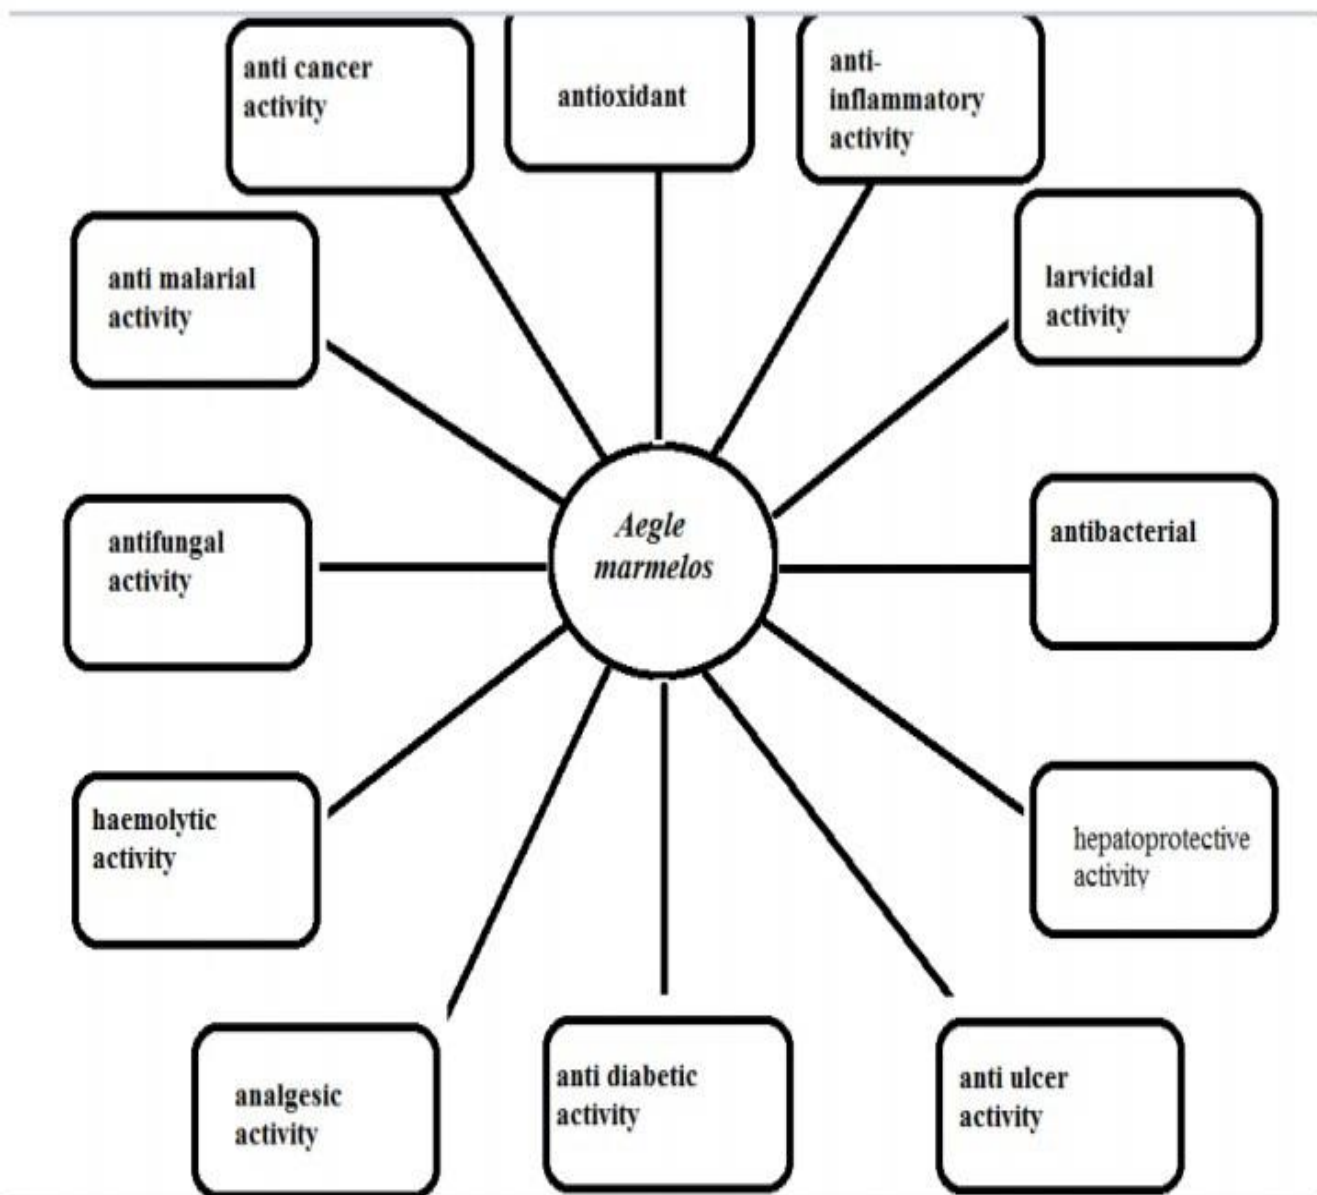 anti cancer
activity
antioxidant
anti-
inflammatory
activity
anti malarial
activity
larvicidal
activity
Aegle
marmelos
antifungal
activity
antibacterial
haemolytic
activity
hepatoprotective
activity
analgesic
activity
anti diabetic
activity
anti ulcer
activity